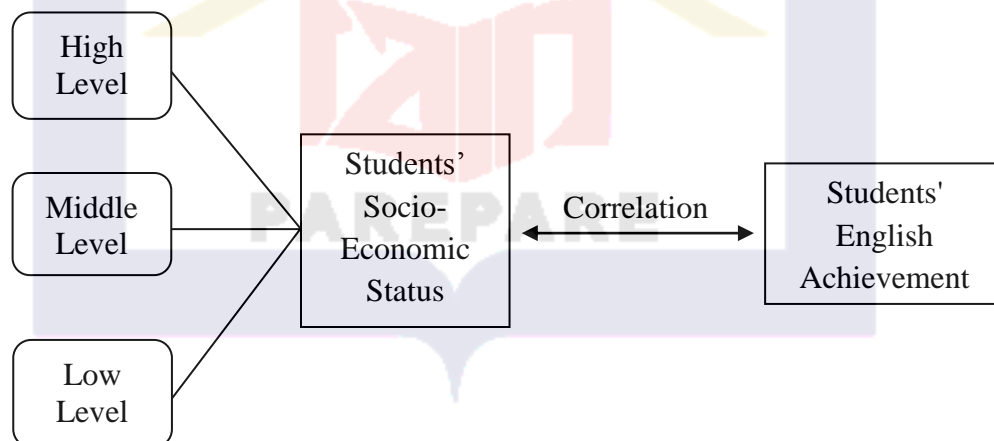 High
Level
Middle
Level
Low
Level
Students’
Socio-
Economic
Status
Correlation
Students'
English
Achievement
PAREPARE